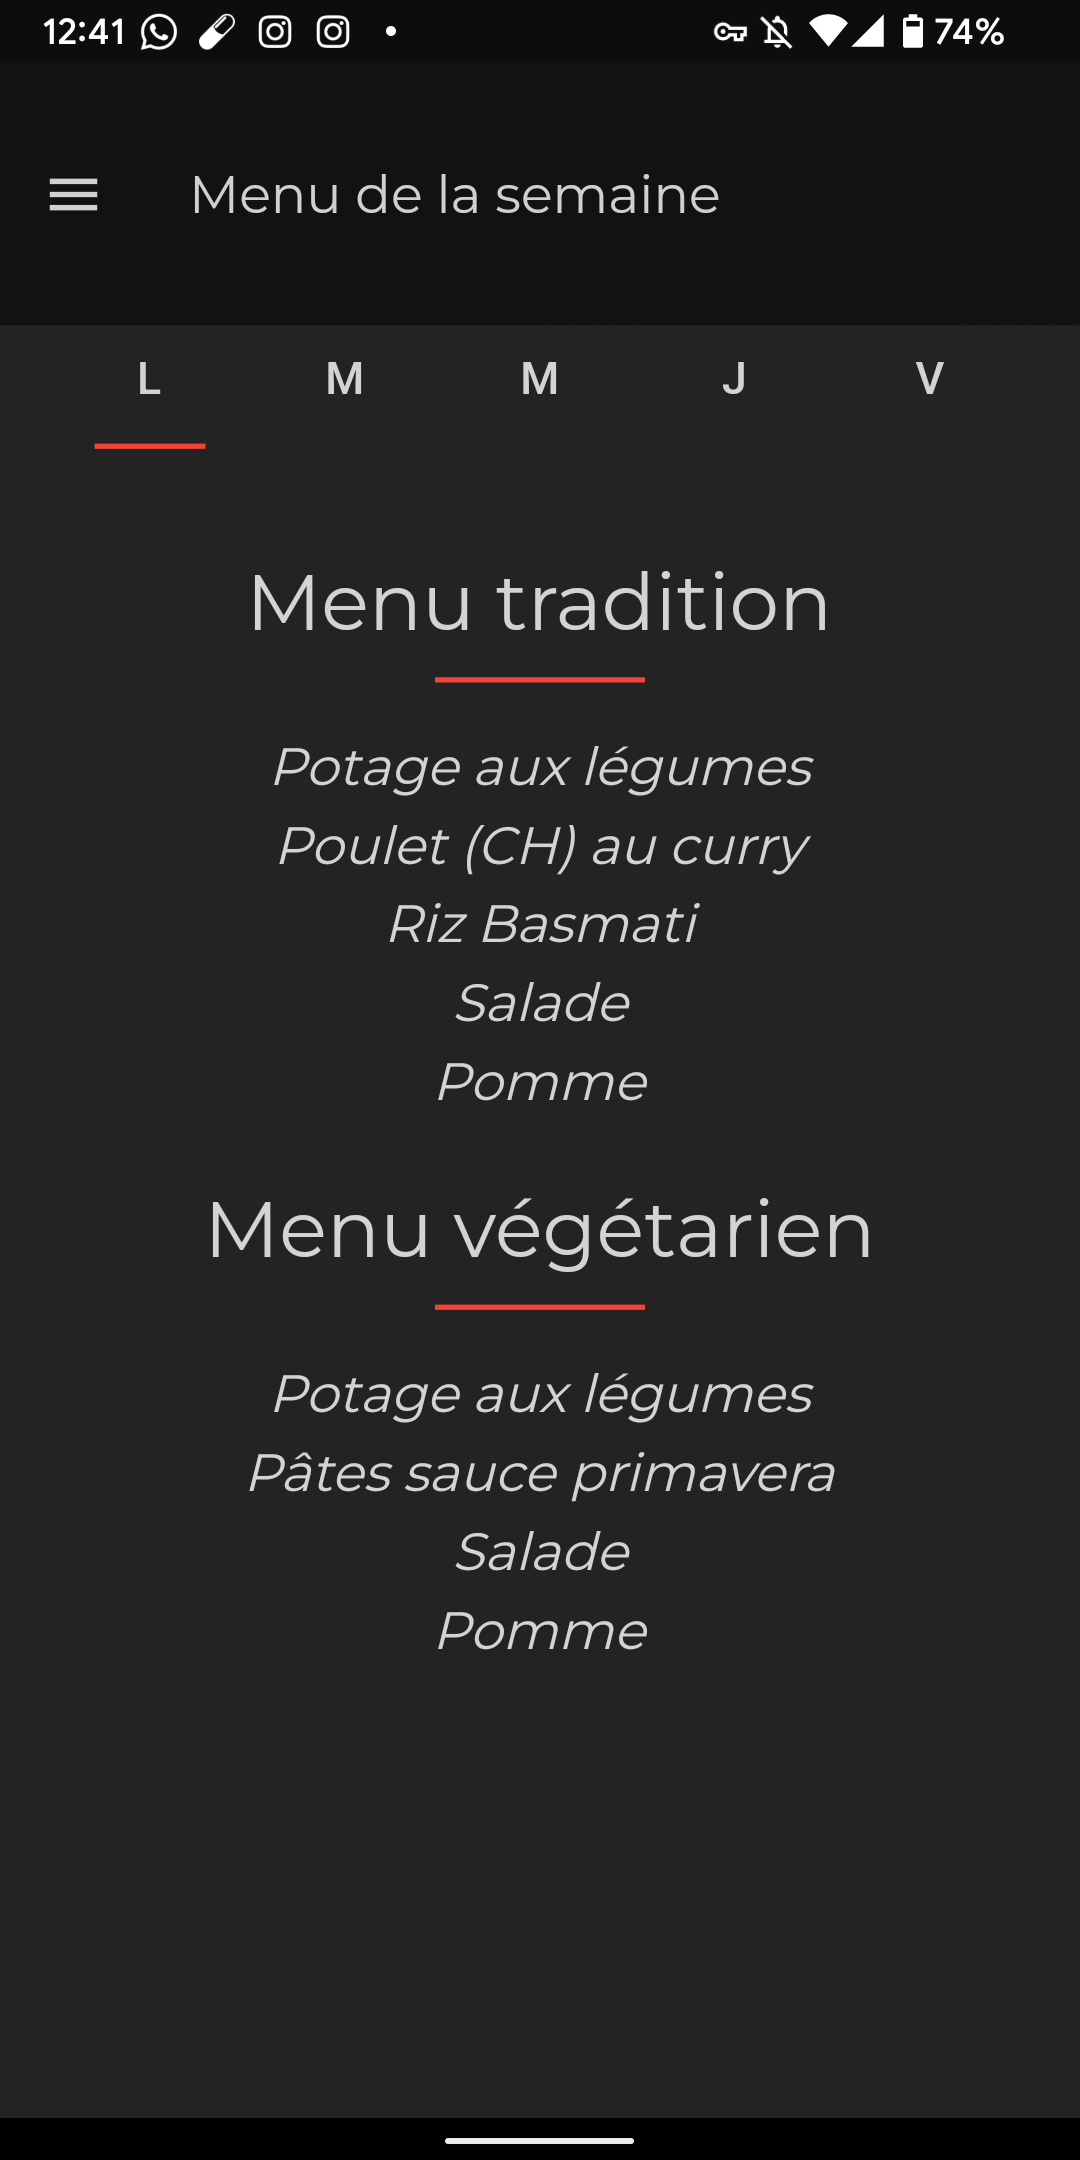 12:41 74%
Menu de la semaine
L M M J V
Menu tradition
Potage aux légumes
Poulet (CH) au curry
Riz Basmati
Salade
Pomme
Menu végétarien
Potage aux légumes
Pâtes sauce primavera
Salade
Pomme